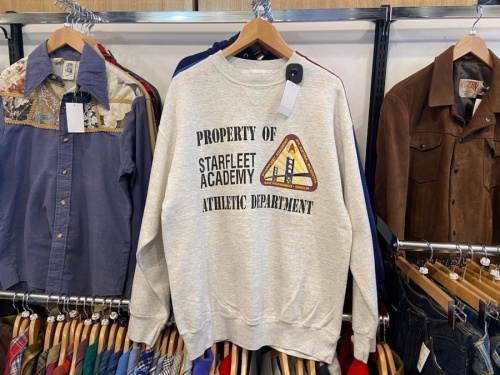 PROPERTY OF
STARFLEET
ACADEMY
ATHLETIC DEPARTMENT